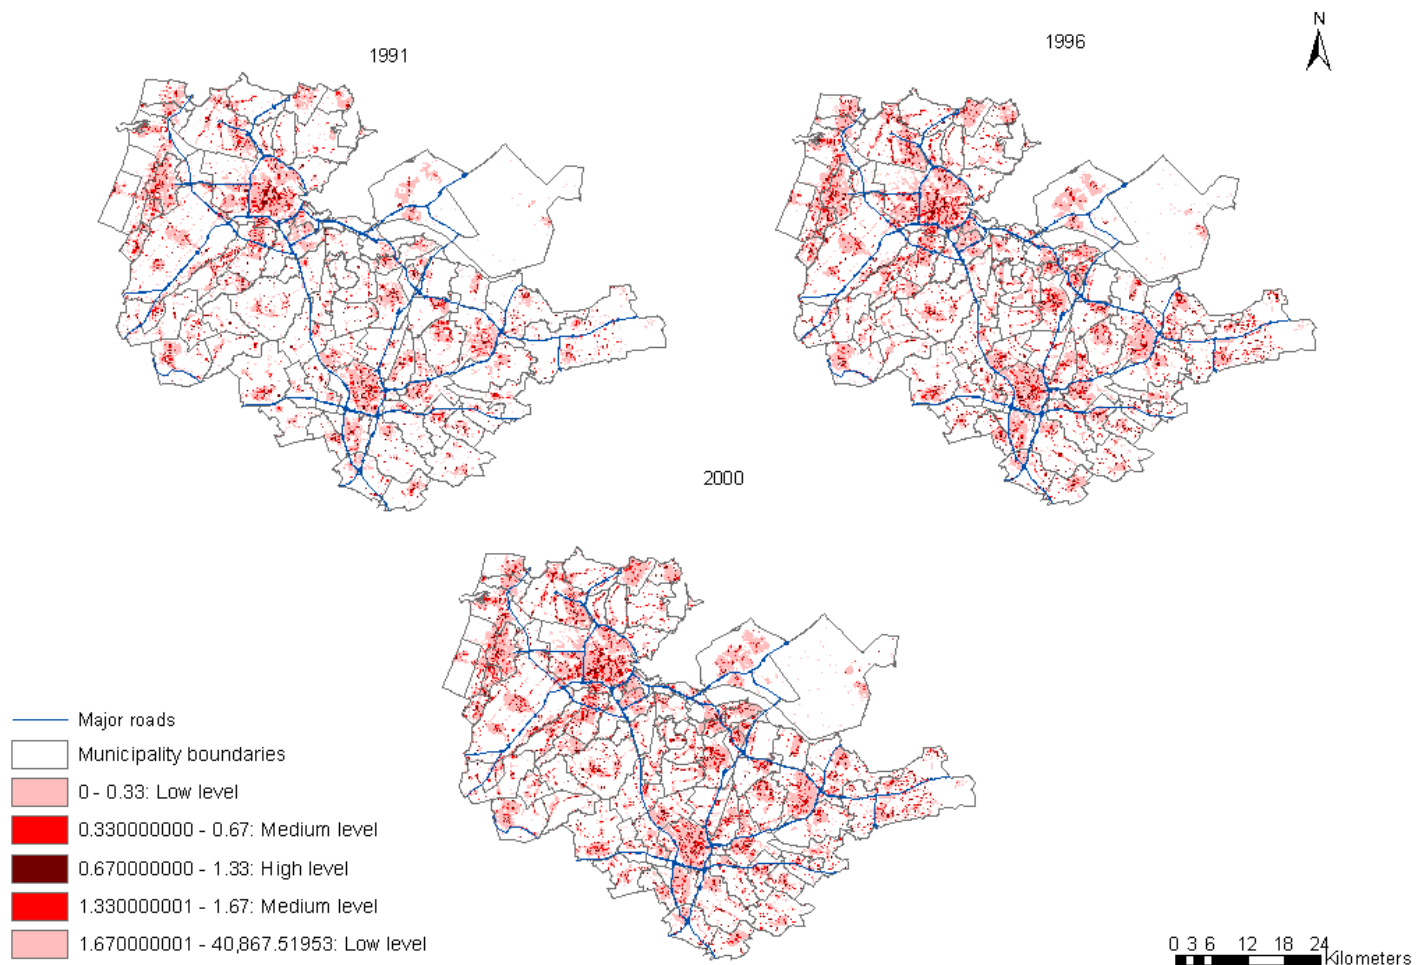 1991
1996
N
2000
Major roads
Municipality boundaries
0 - 0.33: Low level
0.330000000 - 0.67: Medium level
0.670000000 - 1.33: High level
1.330000001 - 1.67: Medium level
1.670000001 - 40,867.51953: Low level
0 3 6 12 18 24
Kilometers